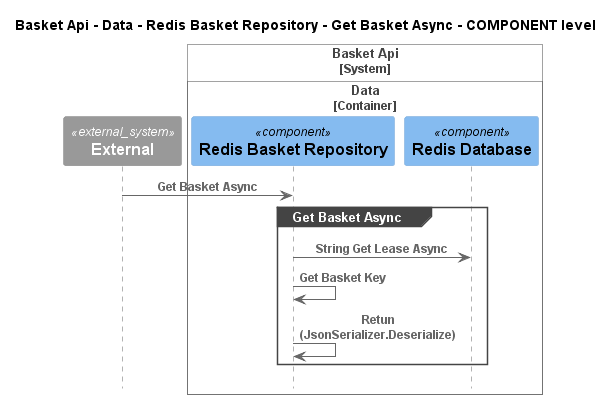 Basket Api - Data - Redis Basket Repository - Get Basket Async - COMPONENT level
Basket Api
[System]
Data
[Container]
«external_system»
External
«component»
Redis Basket Repository
«component»
Redis Database
Get Basket Async
Get Basket Async
String Get Lease Async
Get Basket Key
Retun
(JsonSerializer.Deserialize)